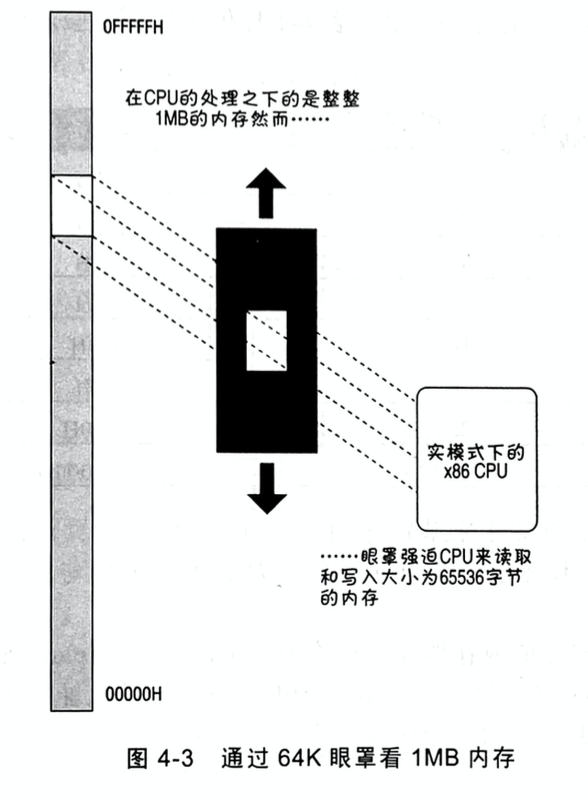 0FFFFFH
在CPU的处理之下的是整整
1MB的内存然而……
实模式下的
x86 CPU
……眼罩强迫CPU来读取
和写入大小为65536字节
的内存
00000H
图 4-3 通过 64K 眼罩看 1MB 内存